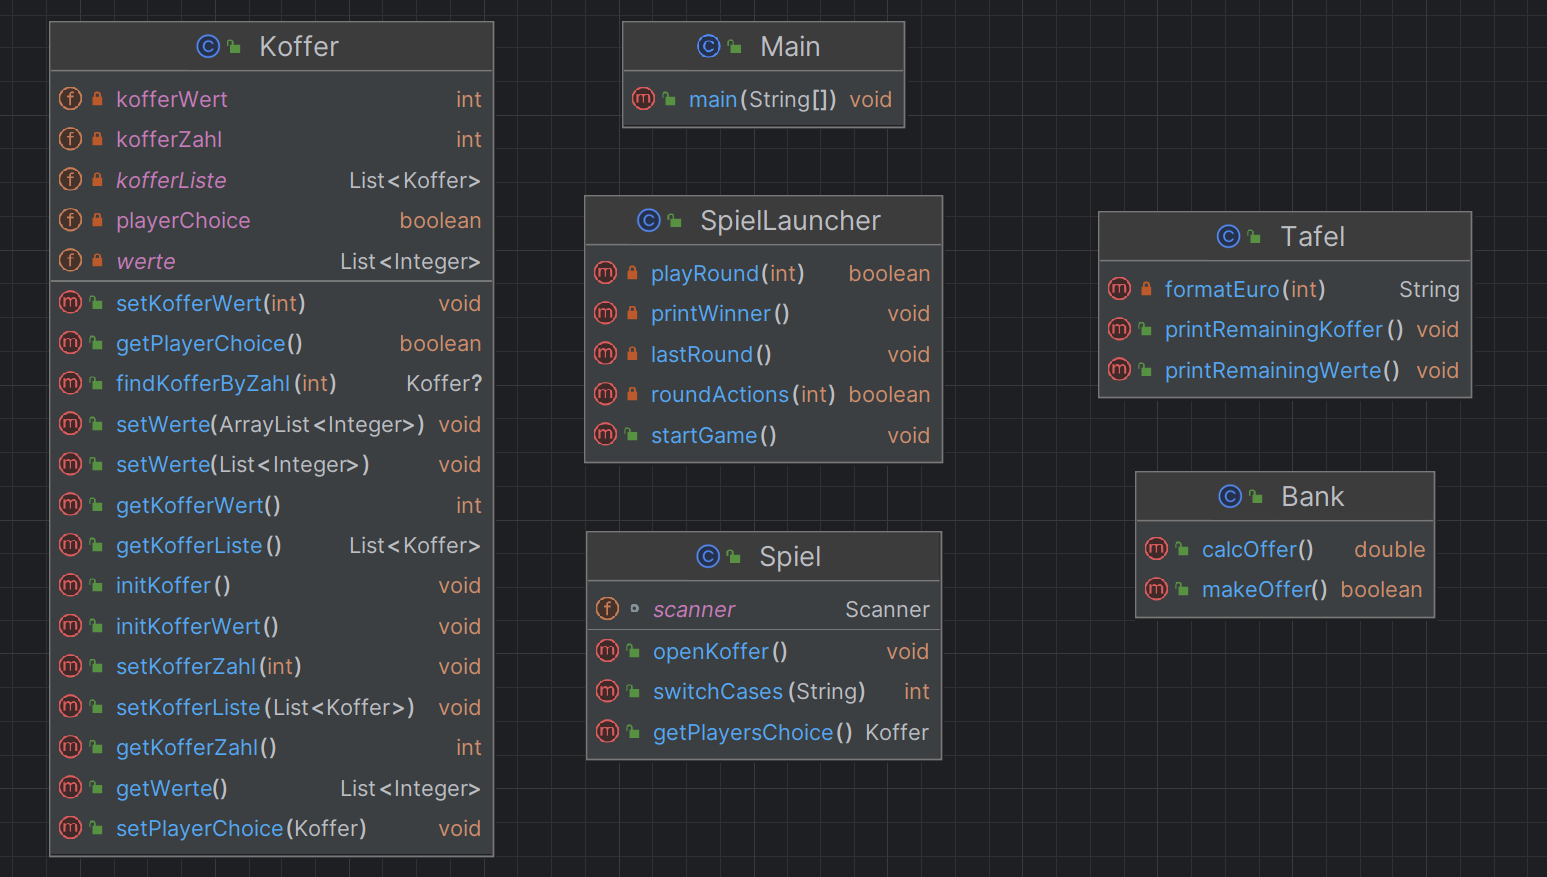 Koffer
kofferWert int
kofferZahl int
kofferListe List<Koffer>
playerChoice boolean
werte List<Integer>
setKofferWert(int) void
getPlayerChoice() boolean
findKofferByZahl(int) Koffer?
setWerte(ArrayList<Integer>) void
setWerte(List<Integer>) void
getKofferWert() int
getKofferListe() List<Koffer>
initKoffer() void
initKofferWert() void
setKofferZahl(int) void
setKofferListe(List<Koffer>) void
getKofferZahl() int
getWerte() List<Integer>
setPlayerChoice(Koffer) void
Main
main(String[]) void
SpielLauncher
playRound(int) boolean
printWinner() void
lastRound() void
roundActions(int) boolean
startGame() void
Spiel
scanner Scanner
openKoffer() void
switchCases(String) int
getPlayersChoice() Koffer
Tafel
formatEuro(int) String
printRemainingKoffer() void
printRemainingWerte() void
Bank
calcOffer() double
makeOffer() boolean